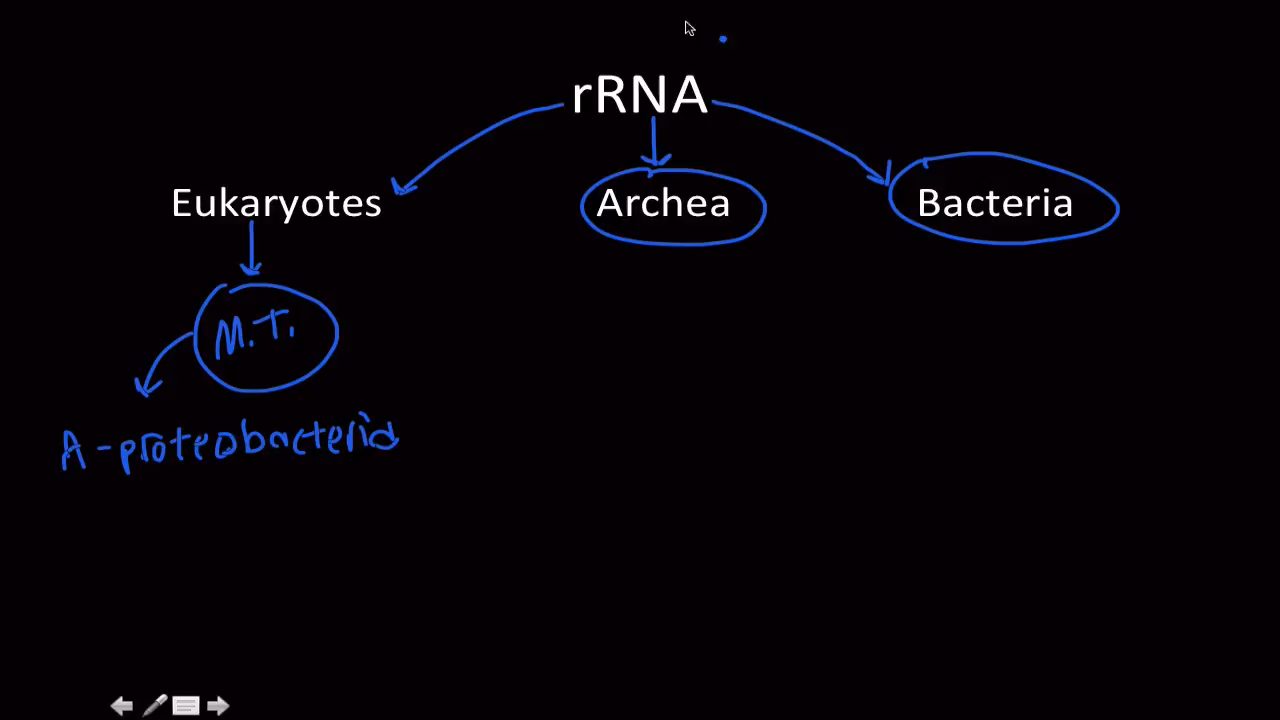 rRNA
Eukaryotes
Archea
Bacteria
M.T.
A-proteobacteria